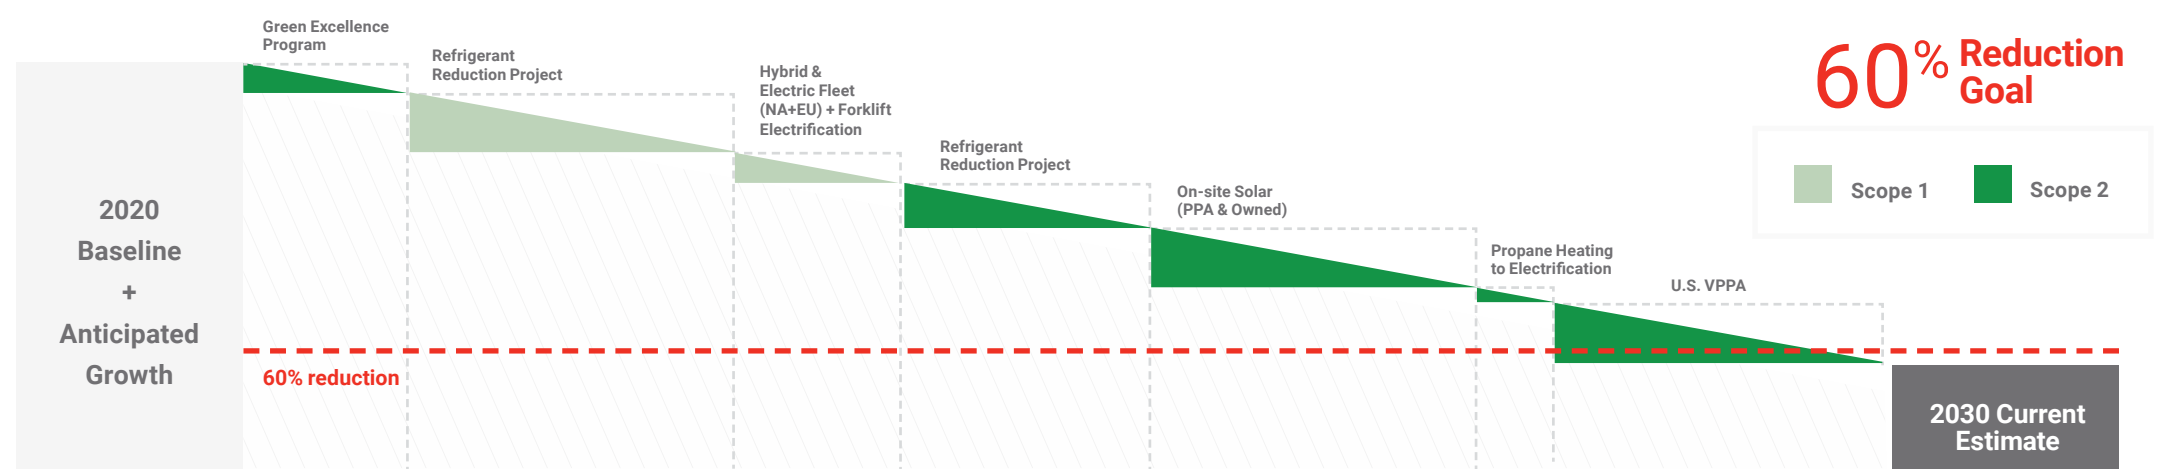 Green Excellence
Program
Refrigerant
Reduction Project
Hybrid &
Electric Fleet
(NA+EU) + Forklift
Electrification
Refrigerant
Reduction Project
On-site Solar
(PPA & Owned)
Propane Heating
to Electrification
U.S. VPPA
60% Reduction
Goal
Scope 1
Scope 2
2020
Baseline
+
Anticipated
Growth
60% reduction
2030 Current
Estimate